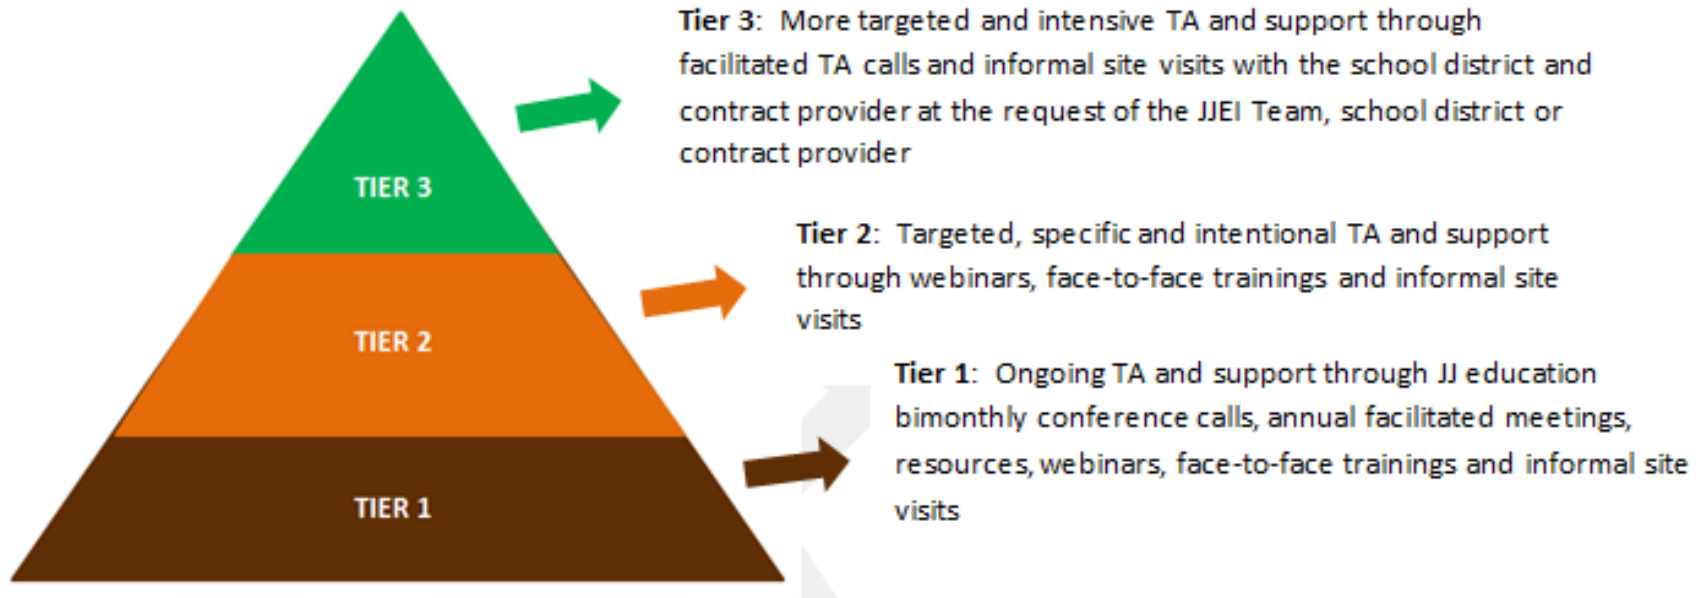 Tier 3: More targeted and intensive TA and support through
facilitated TA calls and informal site visits with the school district and
contract provider at the request of the JJEI Team, school district or
contract provider
TIER 3
Tier 2: Targeted, specific and intentional TA and support
through webinars, face-to-face trainings and informal site
visits
TIER 2
Tier 1: Ongoing TA and support through JJ education
bimonthly conference calls, annual facilitated meetings,
resources, webinars, face-to-face trainings and informal site
visits
TIER 1